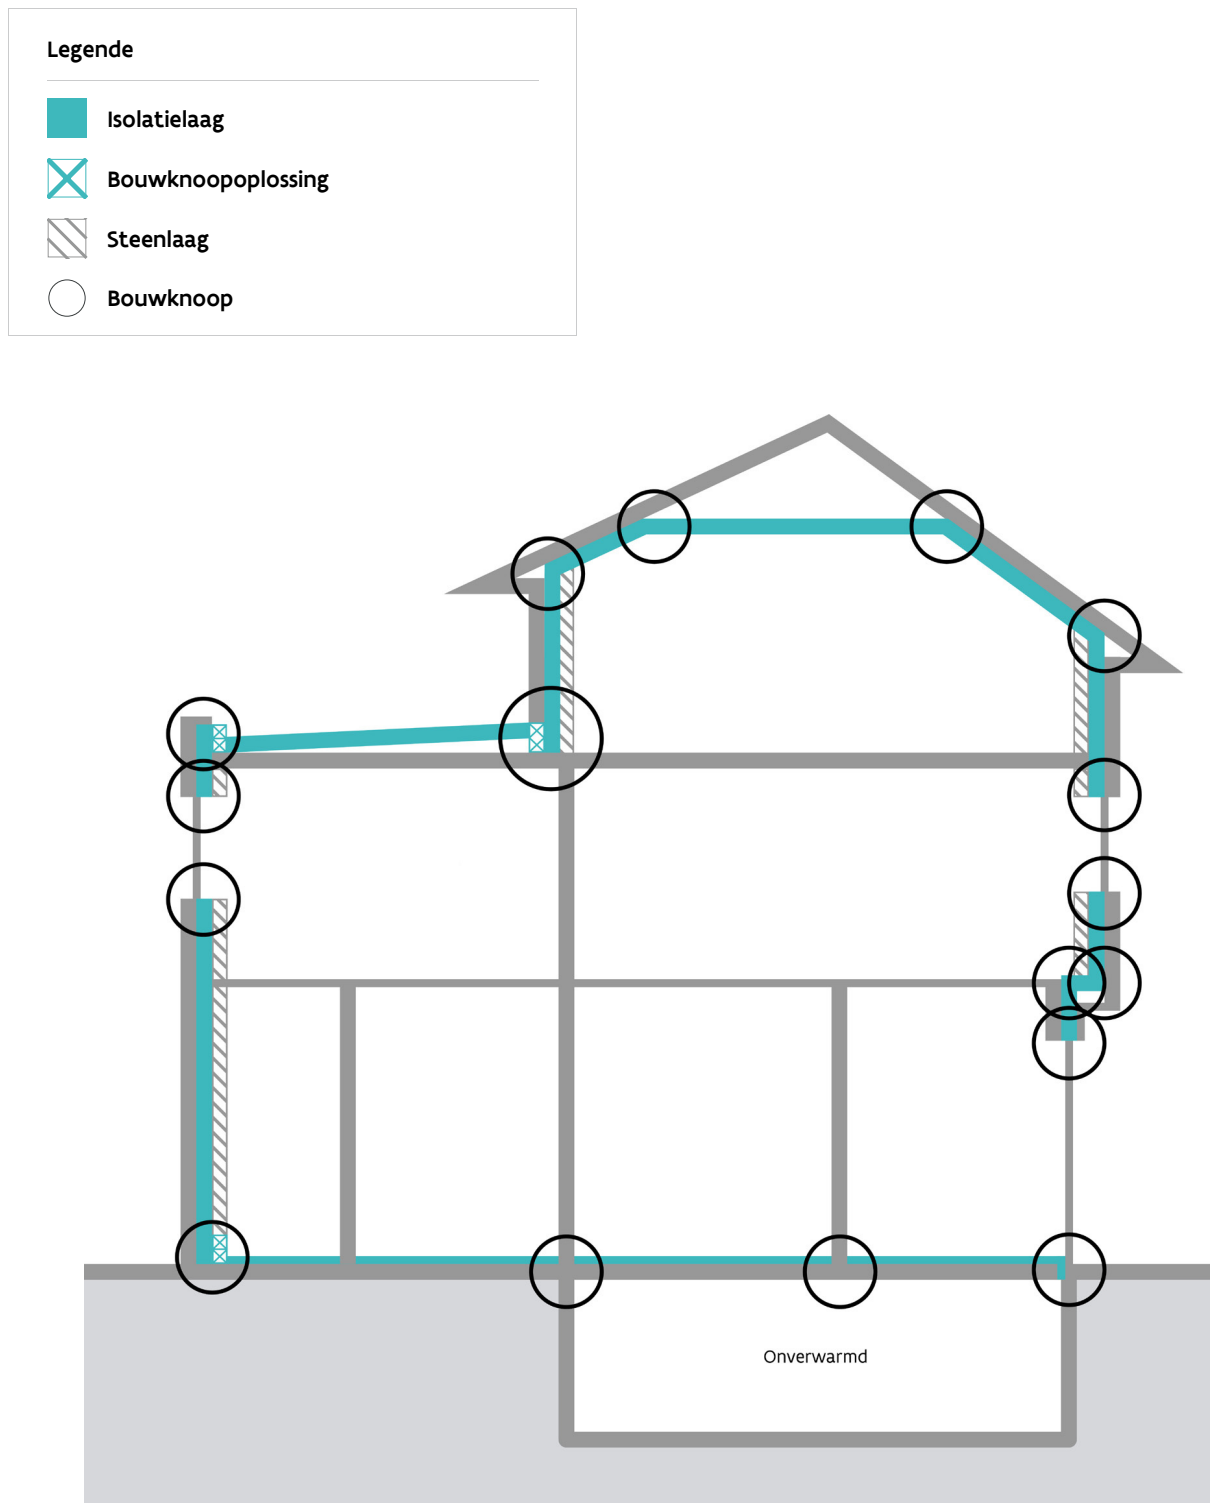 Legende
Isolatielaag
Bouwknoopoplossing
Steenlaag
Bouwknoop
Onverwarmd